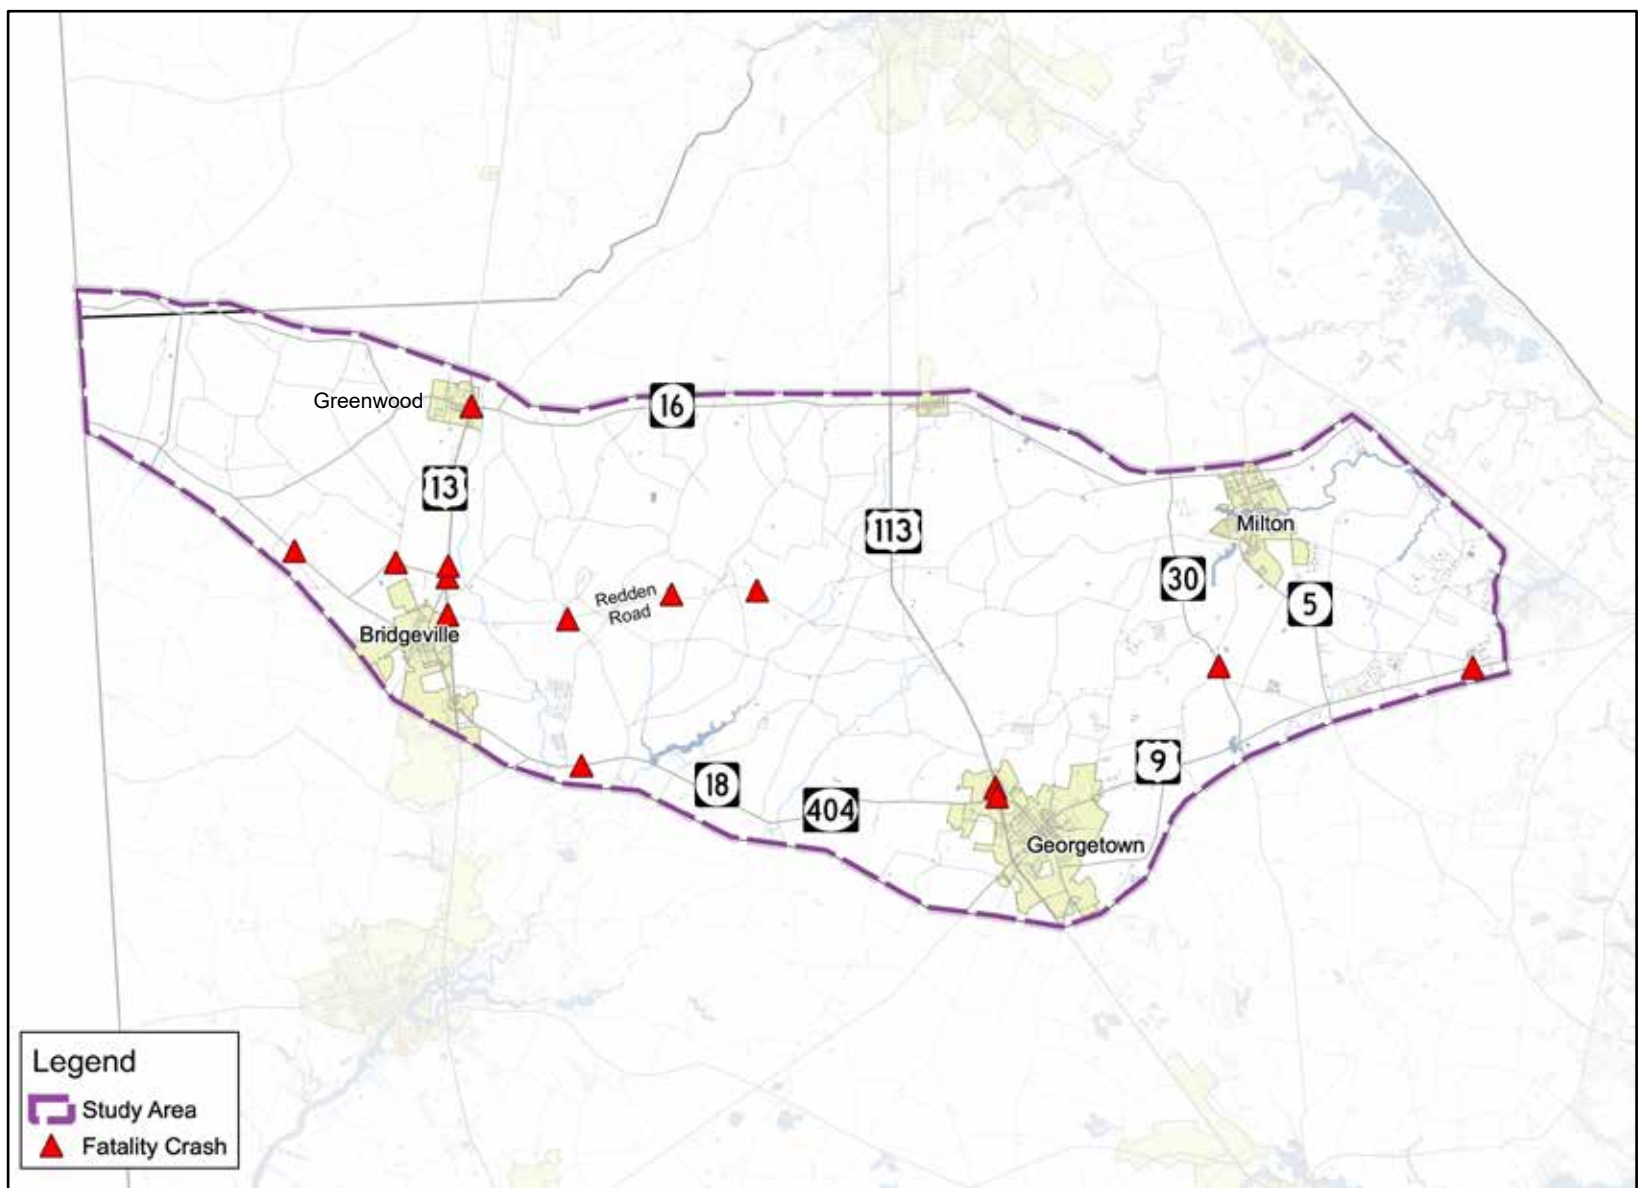 Greenwood
16
13
113
Milton
30
5
Redden
Road
Bridgeville
9
18
404
Georgetown
Legend
Study Area
Fatality Crash